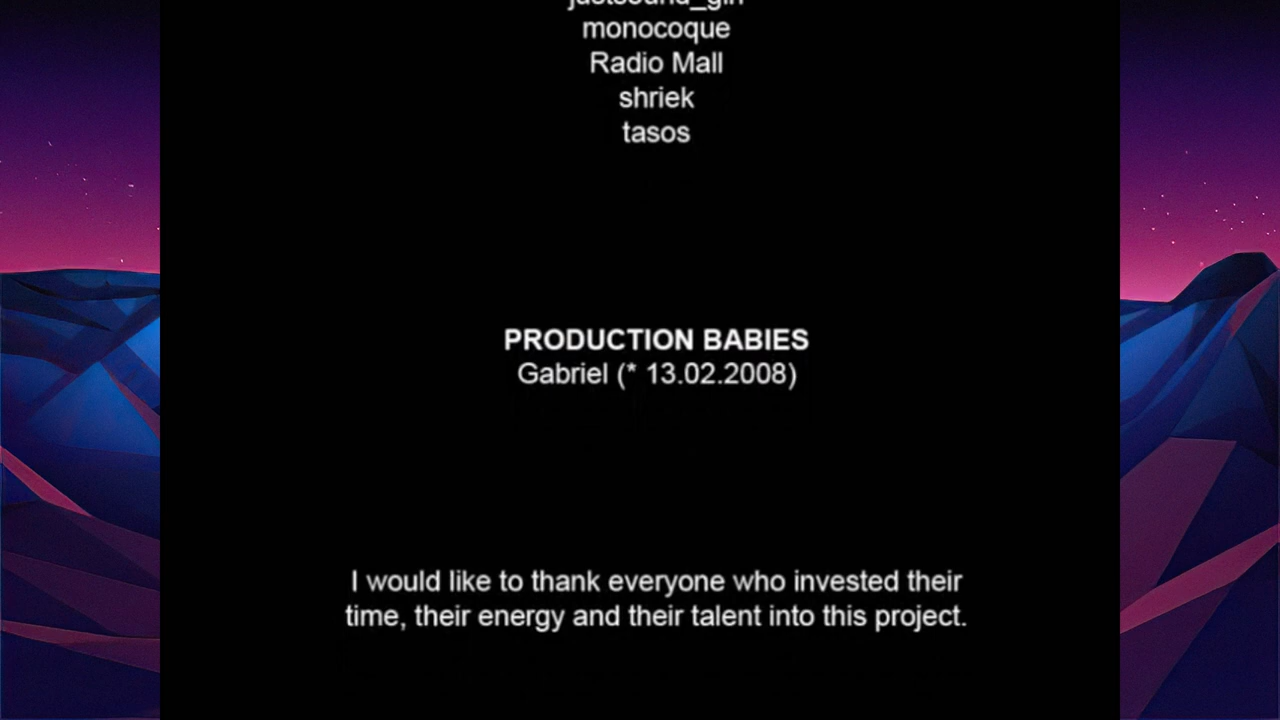 monocoque
Radio Mall
shriek
tasos
PRODUCTION BABIES
Gabriel (* 13.02.2008)
I would like to thank everyone who invested their
time, their energy and their talent into this project.